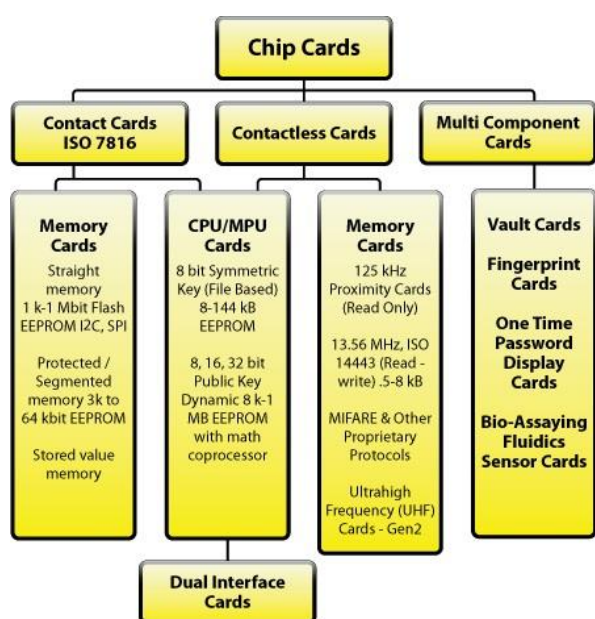 Chip Cards
Contact Cards
ISO 7816
Contactless Cards
Multi Component
Cards
Memory
Cards
Straight
memory
1 k-1 Mbit Flash
EEPROM I²C, SPI
Protected /
Segmented
memory 3k to
64 kbit EEPROM
Stored value
memory
CPU/MPU
Cards
8 bit Symmetric
Key (File Based)
8-144 kB
EEPROM
8, 16, 32 bit
Public Key
Dynamic 8 k-1
MB EEPROM
with math
coprocessor
Memory
Cards
125 kHz
Proximity Cards
(Read Only)
13.56 MHz, ISO
14443 (Read -
write) .5-8 kB
MIFARE & Other
Proprietary
Protocols
Ultrahigh
Frequency (UHF)
Cards - Gen2
Vault Cards
Fingerprint
Cards
One Time
Password
Display
Cards
Bio-Assaying
Fluidics
Sensor Cards
Dual Interface
Cards